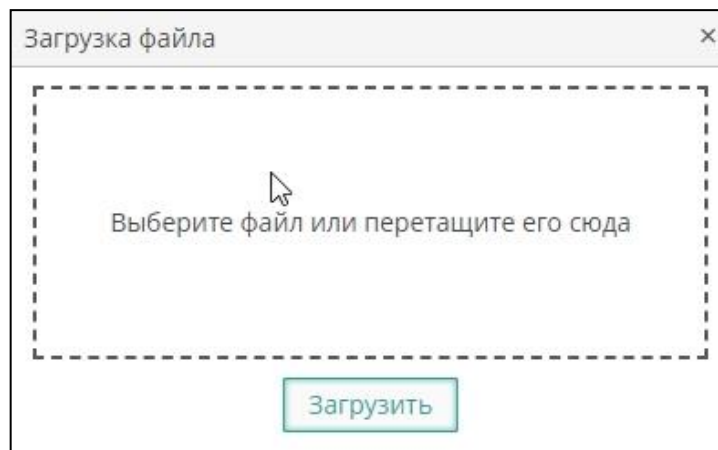 Загрузка файла
×
Выберите файл или перетащите его сюда
Загрузить